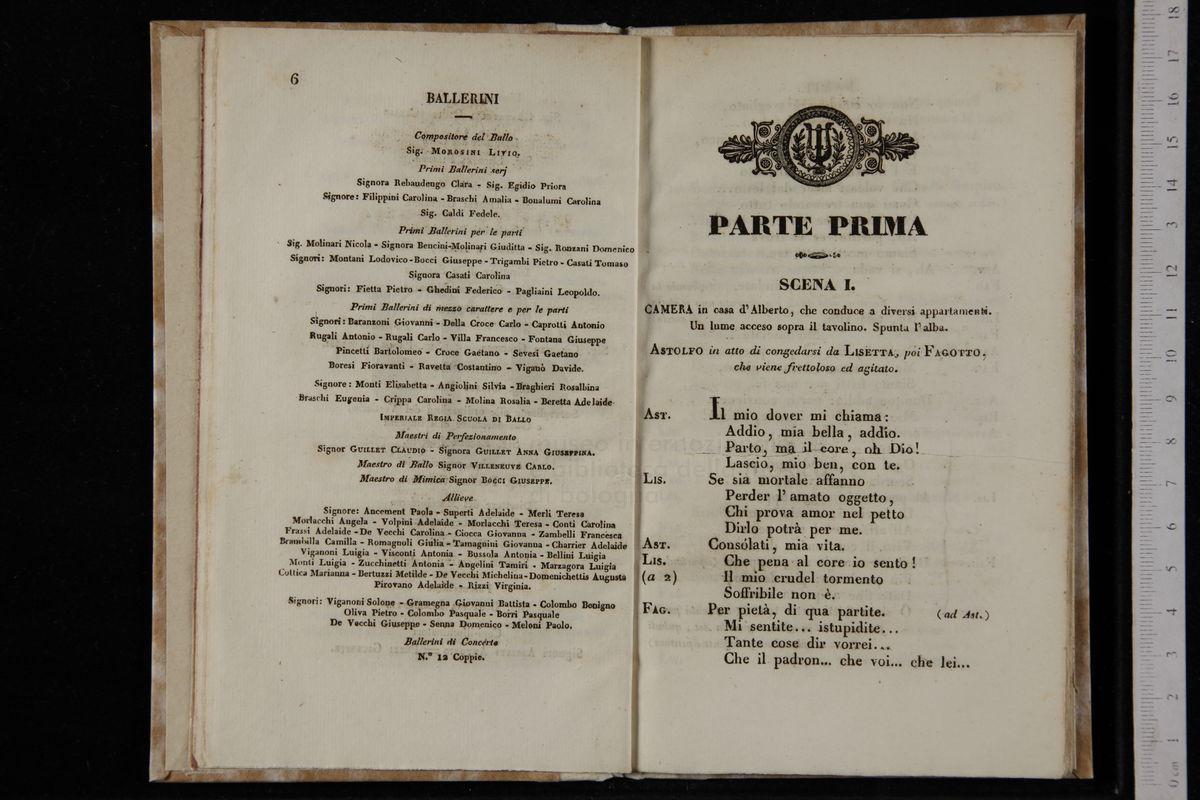 6
BALLERINI
Compositore del Ballo
Sig. MOROSINI LIVIO.
Primi Ballerini serj
Signora Rebaudengo Clara - Sig. Egidio Priora
Signore: Filippini Carolina - Braschi Amalia - Bonalumi Carolina
Sig. Caldi Fedele.
Primi Ballerini per le parti
Sig. Molinari Nicola - Signora Bencini-Molinari Giuditta - Sig. Ronzani Domenico
Signori: Montani Lodovico - Bocci Giuseppe - Trigambi Pietro - Casati Tomaso
Signora Casati Carolina
Signori: Fietta Pietro - Ghedini Federico - Pagliaini Leopoldo.
Primi Ballerini di mezzo carattere e per le parti
Signori: Baranzoni Giovanni - Della Croce Carlo - Caprotti Antonio
Rugali Antonio - Rugali Carlo - Villa Francesco - Fontana Giuseppe
Pincetti Bartolomeo - Croce Gaetano - Sevesi Gaetano
Boresi Fioravanti - Ravetta Costantino - Viganò Davide.
Signore: Monti Elisabetta - Angiolini Silvia - Braghieri Rosalbina
Braschi Eugenia - Crippa Carolina - Molina Rosalia - Beretta Adelaide
IMPERIALE REGIA SCUOLA DI BALLO
Maestri di Perfezionamento
Signor GUILLET CLAUDIO - Signora GUILLET ANNA GIUSEPPINA.
Maestro di Ballo Signor VILLENEUVE CARLO.
Maestro di Mimica Signor BOCCI GIUSEPPE.
Allieve
Signore: Ancement Paola - Superti Adelaide - Merli Teresa
Morlacchi Angela - Volpini Adelaide - Morlacchi Teresa - Conti Carolina
Frassi Adelaide - De Vecchi Carolina - Ciocca Giovanna - Zambelli Francesca
Brambilla Camilla - Romagnoli Giulia - Tamagnini Giovanna - Charrier Adelaide
Viganoni Luigia - Visconti Antonia - Bussola Antonia - Bellini Luigia
Monti Luigia - Zucchinetti Antonia - Angelini Tamiri - Marzagora Luigia
Cottica Marianna - Bertuzzi Metilde - De Vecchi Michelina - Domenichettis Augusta
Pirovano Adelaide - Rizzi Virginia.
Signori: Viganoni Solone - Gramegna Giovanni Battista - Colombo Benigno
Oliva Pietro - Colombo Pasquale - Borri Pasquale
De Vecchi Giuseppe - Senna Domenico - Meloni Paolo.
Ballerini di Concerto
N.° 12 Coppie.
PARTE PRIMA
SCENA I.
CAMERA in casa d'Alberto, che conduce a diversi appartamenti.
Un lume acceso sopra il tavolino. Spunta l'alba.
ASTOLFO in atto di congedarsi da LISETTA, poi FAGOTTO,
che viene frettoloso ed agitato.
AST. Il mio dover mi chiama:
Addio, mia bella, addio.
Parto, ma il core, oh Dio!
Lascio, mio ben, con te.
LIS. Se sia mortale affanno
Perder l'amato oggetto,
Chi prova amor nel petto
Dirlo potrà per me.
AST. Consólati, mia vita.
LIS. Che pena al core io sento!
(a 2) Il mio crudel tormento
Soffribile non è.
FAG. Per pietà, di qua partite. (ad Ast.)
Mi sentite... istupidite...
Tante cose dir vorrei...
Che il padron... che voi... che lei...